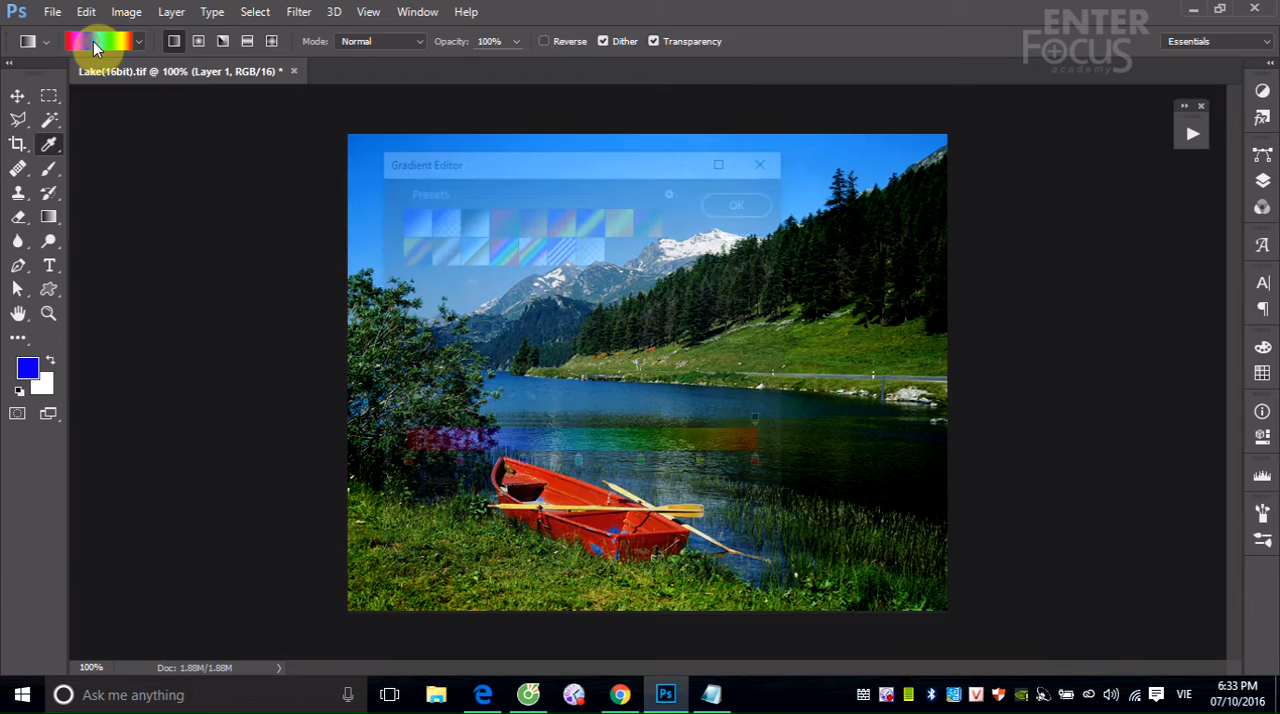 Ps File Edit Image Layer Type Select Filter 3D View Window Help
Mode: Normal Opacity: 100% Reverse Dither Transparency Essentials
ENTER
FOCUS
academy
Lake(16bit).tif @ 100% (Layer 1, RGB/16) *
Gradient Editor
Presets
OK
100% Doc: 1.88M/1.88M
Ask me anything
Ps
VIE
6:33 PM
07/10/2016